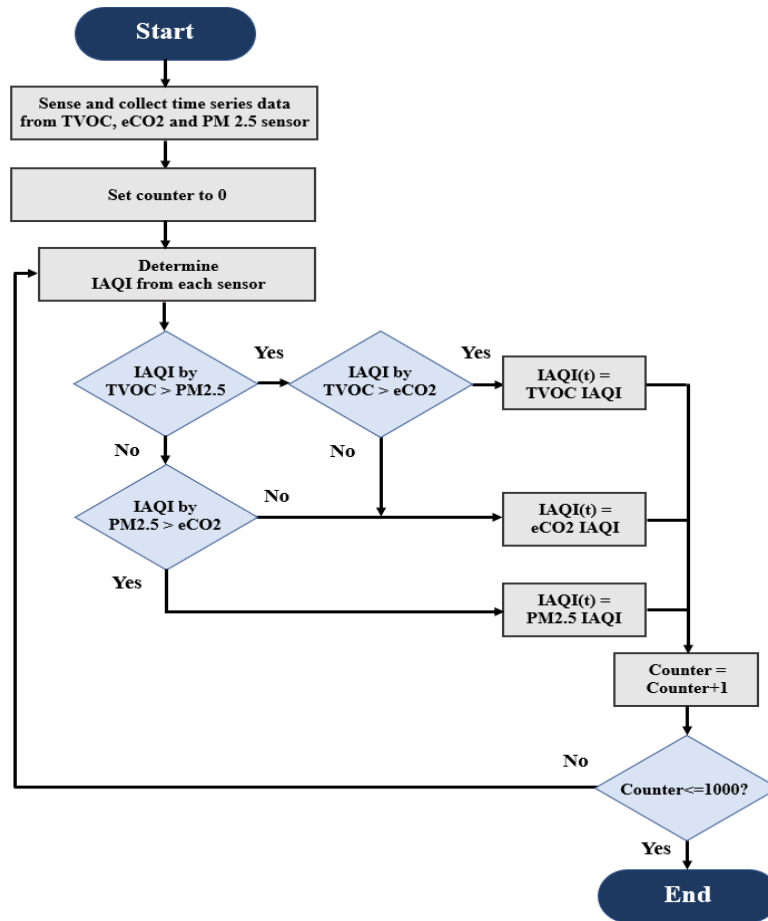 Start
Sense and collect time series data
from TVOC, eCO2 and PM 2.5 sensor
Set counter to 0
Determine
IAQI from each sensor
IAQI by
TVOC > PM2.5
Yes
IAQI by
TVOC > eCO2
Yes
IAQI(t) =
TVOC IAQI
No
No
IAQI by
PM2.5 > eCO2
No
IAQI(t) =
eCO2 IAQI
Yes
IAQI(t) =
PM2.5 IAQI
Counter =
Counter+1
No
Counter<=1000?
Yes
End